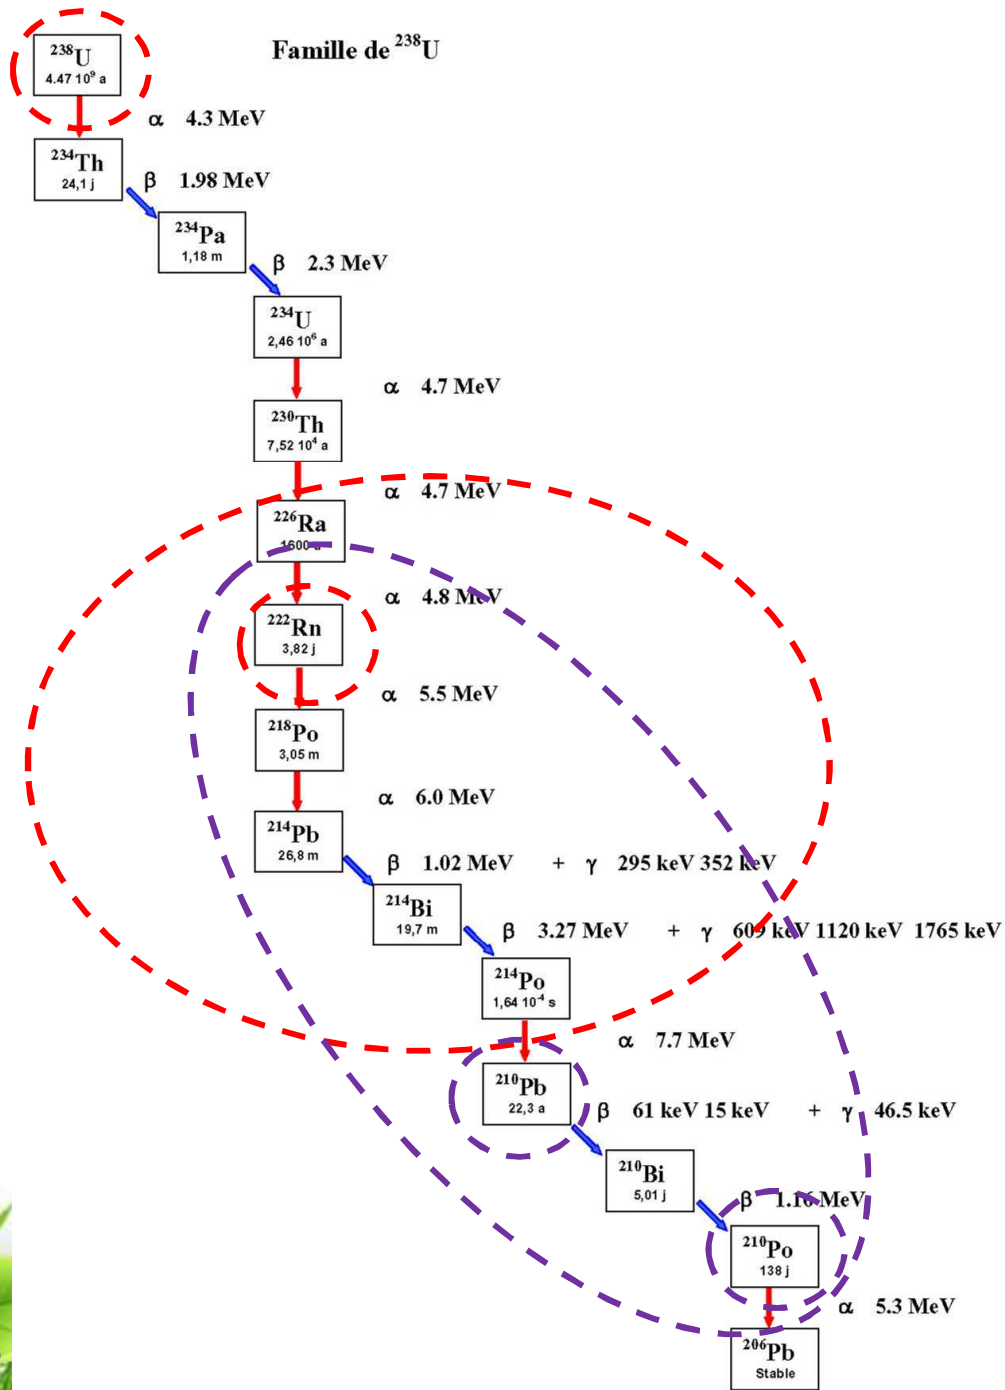 Famille de ²³⁸U
²³⁸U
4.47 10⁹ a
α 4.3 MeV
²³⁴Th
24,1 j
β 1.98 MeV
²³⁴Pa
1,18 m
β 2.3 MeV
²³⁴U
2,46 10⁶ a
α 4.7 MeV
²³⁰Th
7,52 10⁴ a
α 4.7 MeV
²²⁶Ra
1600 a
α 4.8 MeV
²²²Rn
3,82 j
α 5.5 MeV
²¹⁸Po
3,05 m
α 6.0 MeV
²¹⁴Pb
26,8 m
β 1.02 MeV + γ 295 keV 352 keV
²¹⁴Bi
19,7 m
β 3.27 MeV + γ 609 keV 1120 keV 1765 keV
²¹⁴Po
1,64 10⁻⁴ s
α 7.7 MeV
²¹⁰Pb
22,3 a
β 61 keV 15 keV + γ 46.5 keV
²¹⁰Bi
5,01 j
β 1.16 MeV
²¹⁰Po
138 j
α 5.3 MeV
²⁰⁶Pb
Stable